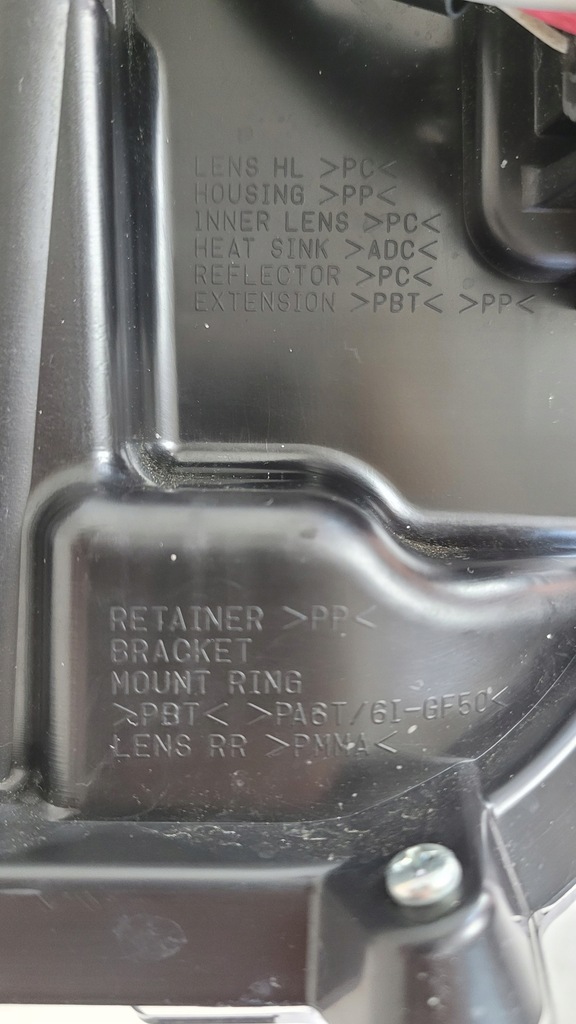 LENS HL >PC<
HOUSING >PP<
INNER LENS >PC<
HEAT SINK >ADC<
REFLECTOR >PC<
EXTENSION >PBT< >PP<
RETAINER >PP<
BRACKET
MOUNT RING
>PBT< >PA6T/6I-GF50<
LENS RR >PMMA<